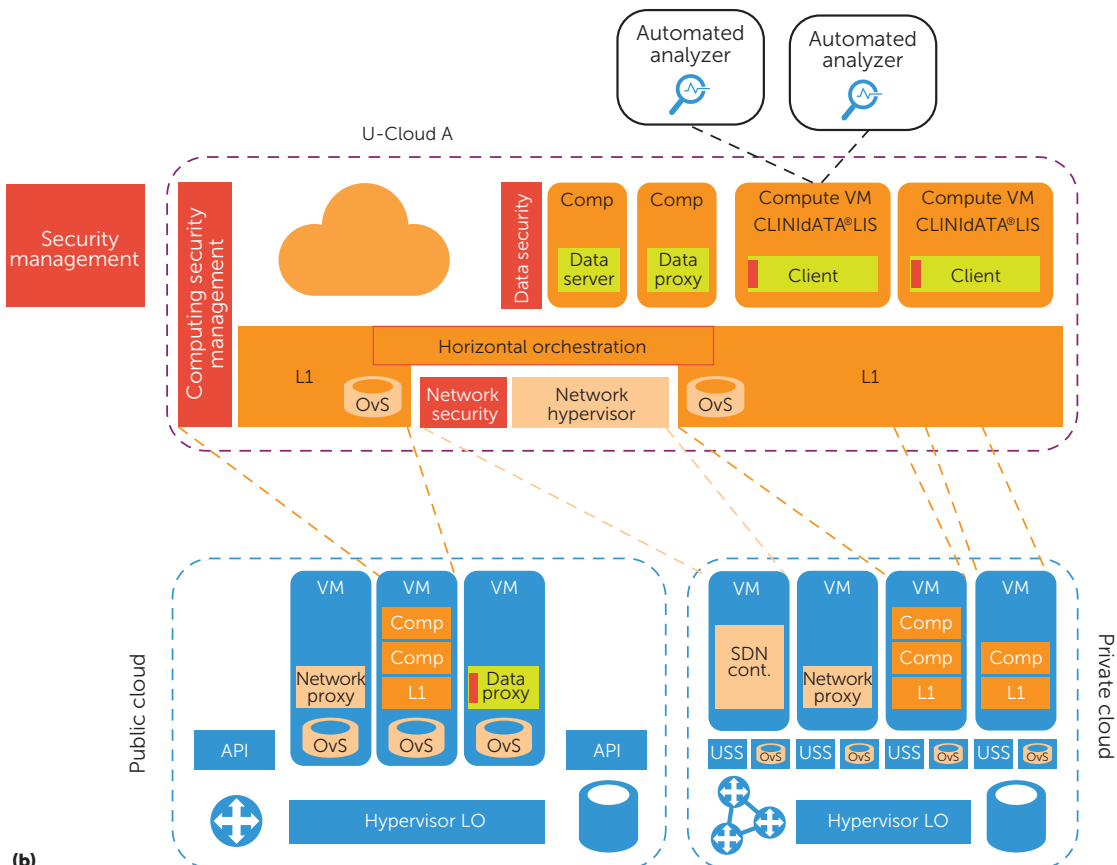 Automated
analyzer
Automated
analyzer
U-Cloud A
Security
management
Computing security
management
Data security
Comp
Data
server
Comp
Data
proxy
Compute VM
CLINIdATA®LIS
Client
Compute VM
CLINIdATA®LIS
Client
Horizontal orchestration
L1
OvS
Network
security
Network
hypervisor
OvS
L1
Public cloud
VM
Network
proxy
OvS
VM
Comp
Comp
L1
OvS
VM
Data
proxy
OvS
API
API
Hypervisor LO
VM
SDN
cont.
VM
Network
proxy
VM
Comp
Comp
L1
VM
Comp
L1
USS
OvS
USS
OvS
USS
OvS
USS
OvS
Hypervisor LO
Private cloud
(b)